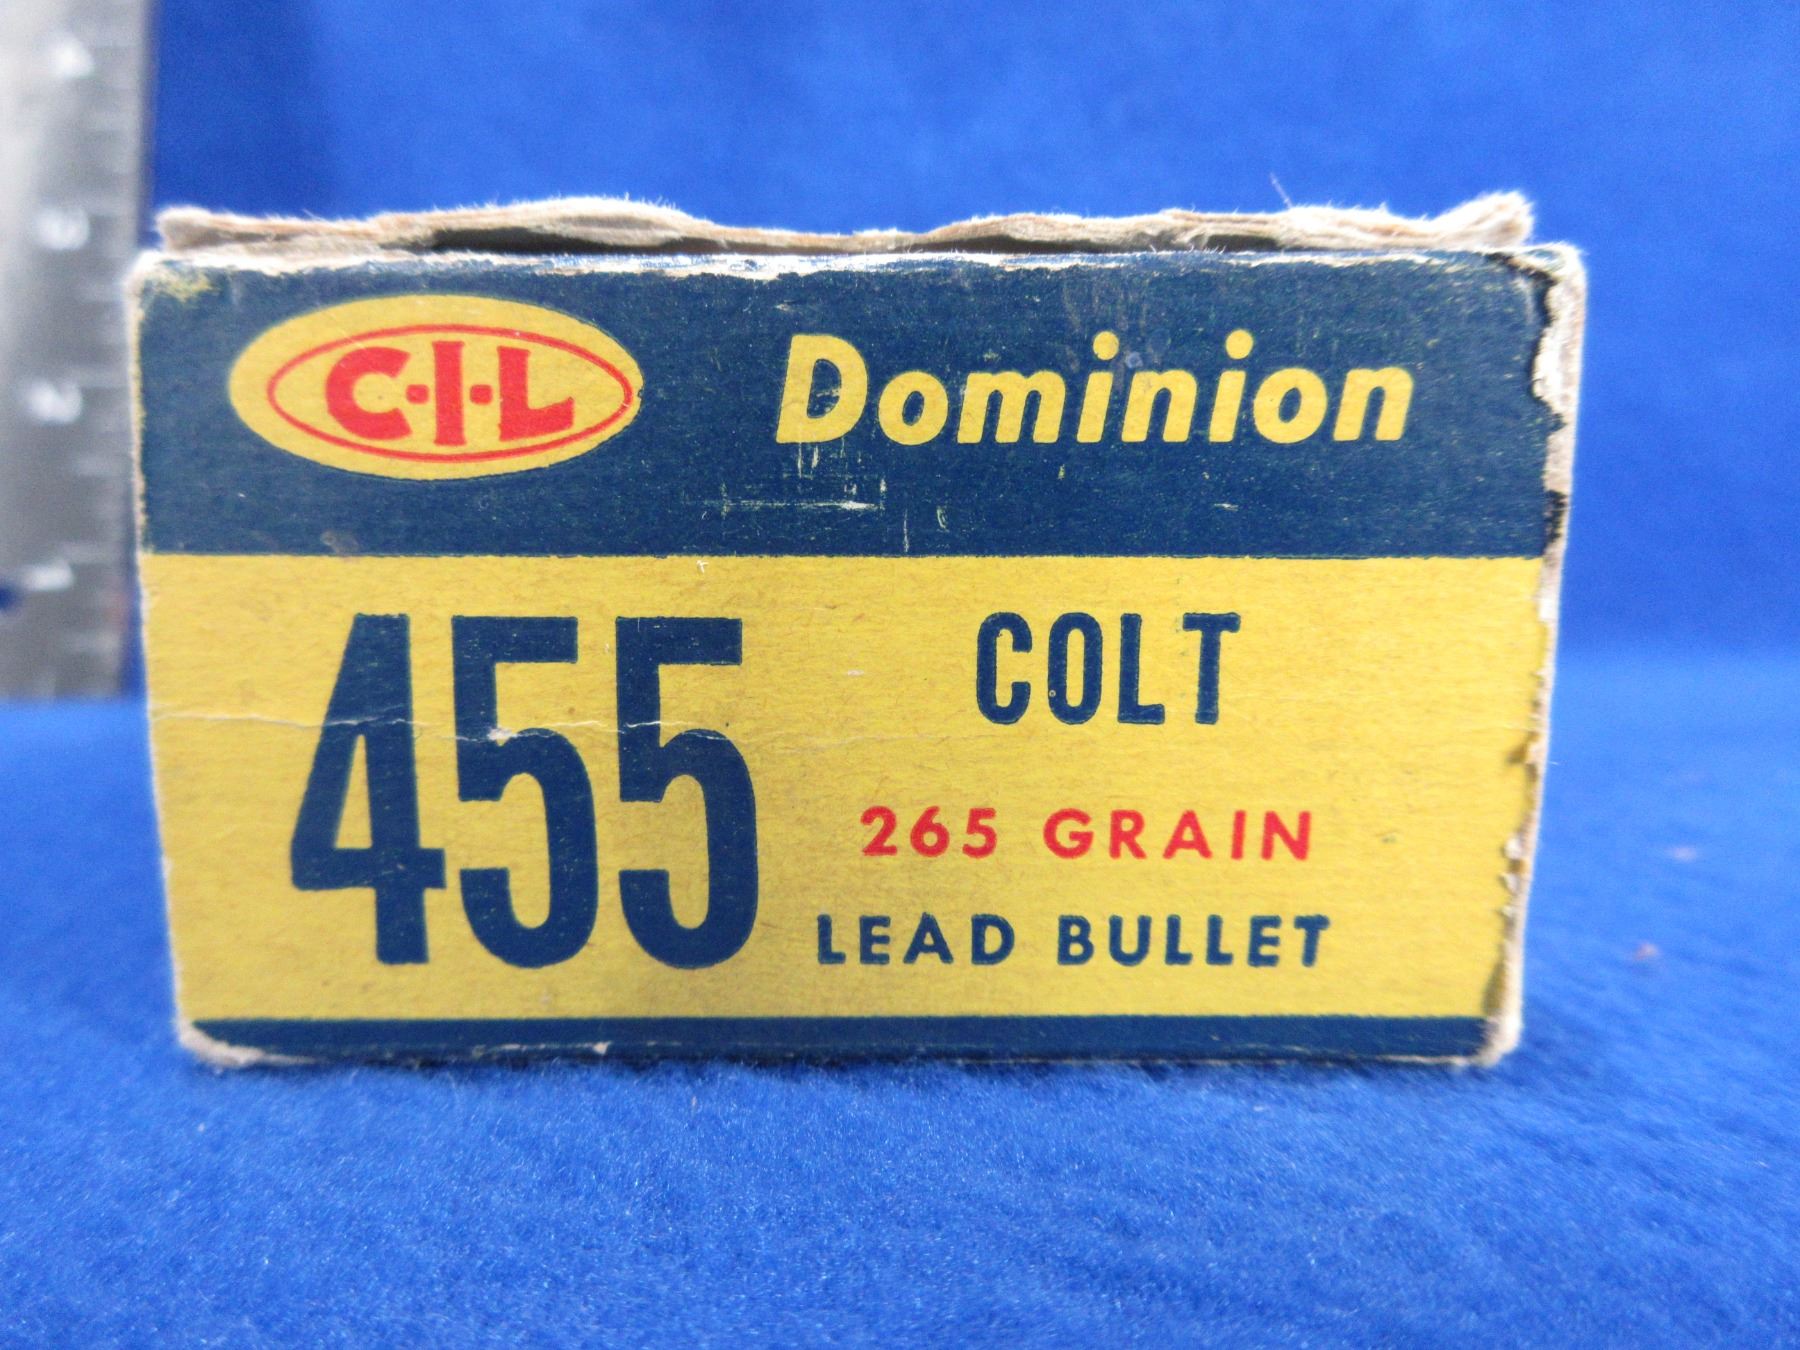 C·I·L Dominion
455 COLT
265 GRAIN
LEAD BULLET